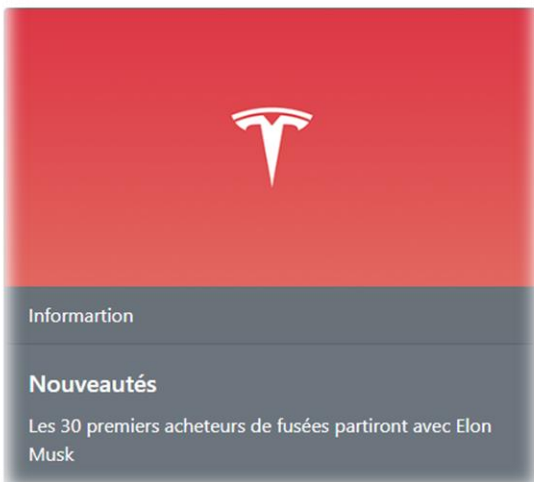 Informartion
Nouveautés
Les 30 premiers acheteurs de fusées partiront avec Elon
Musk